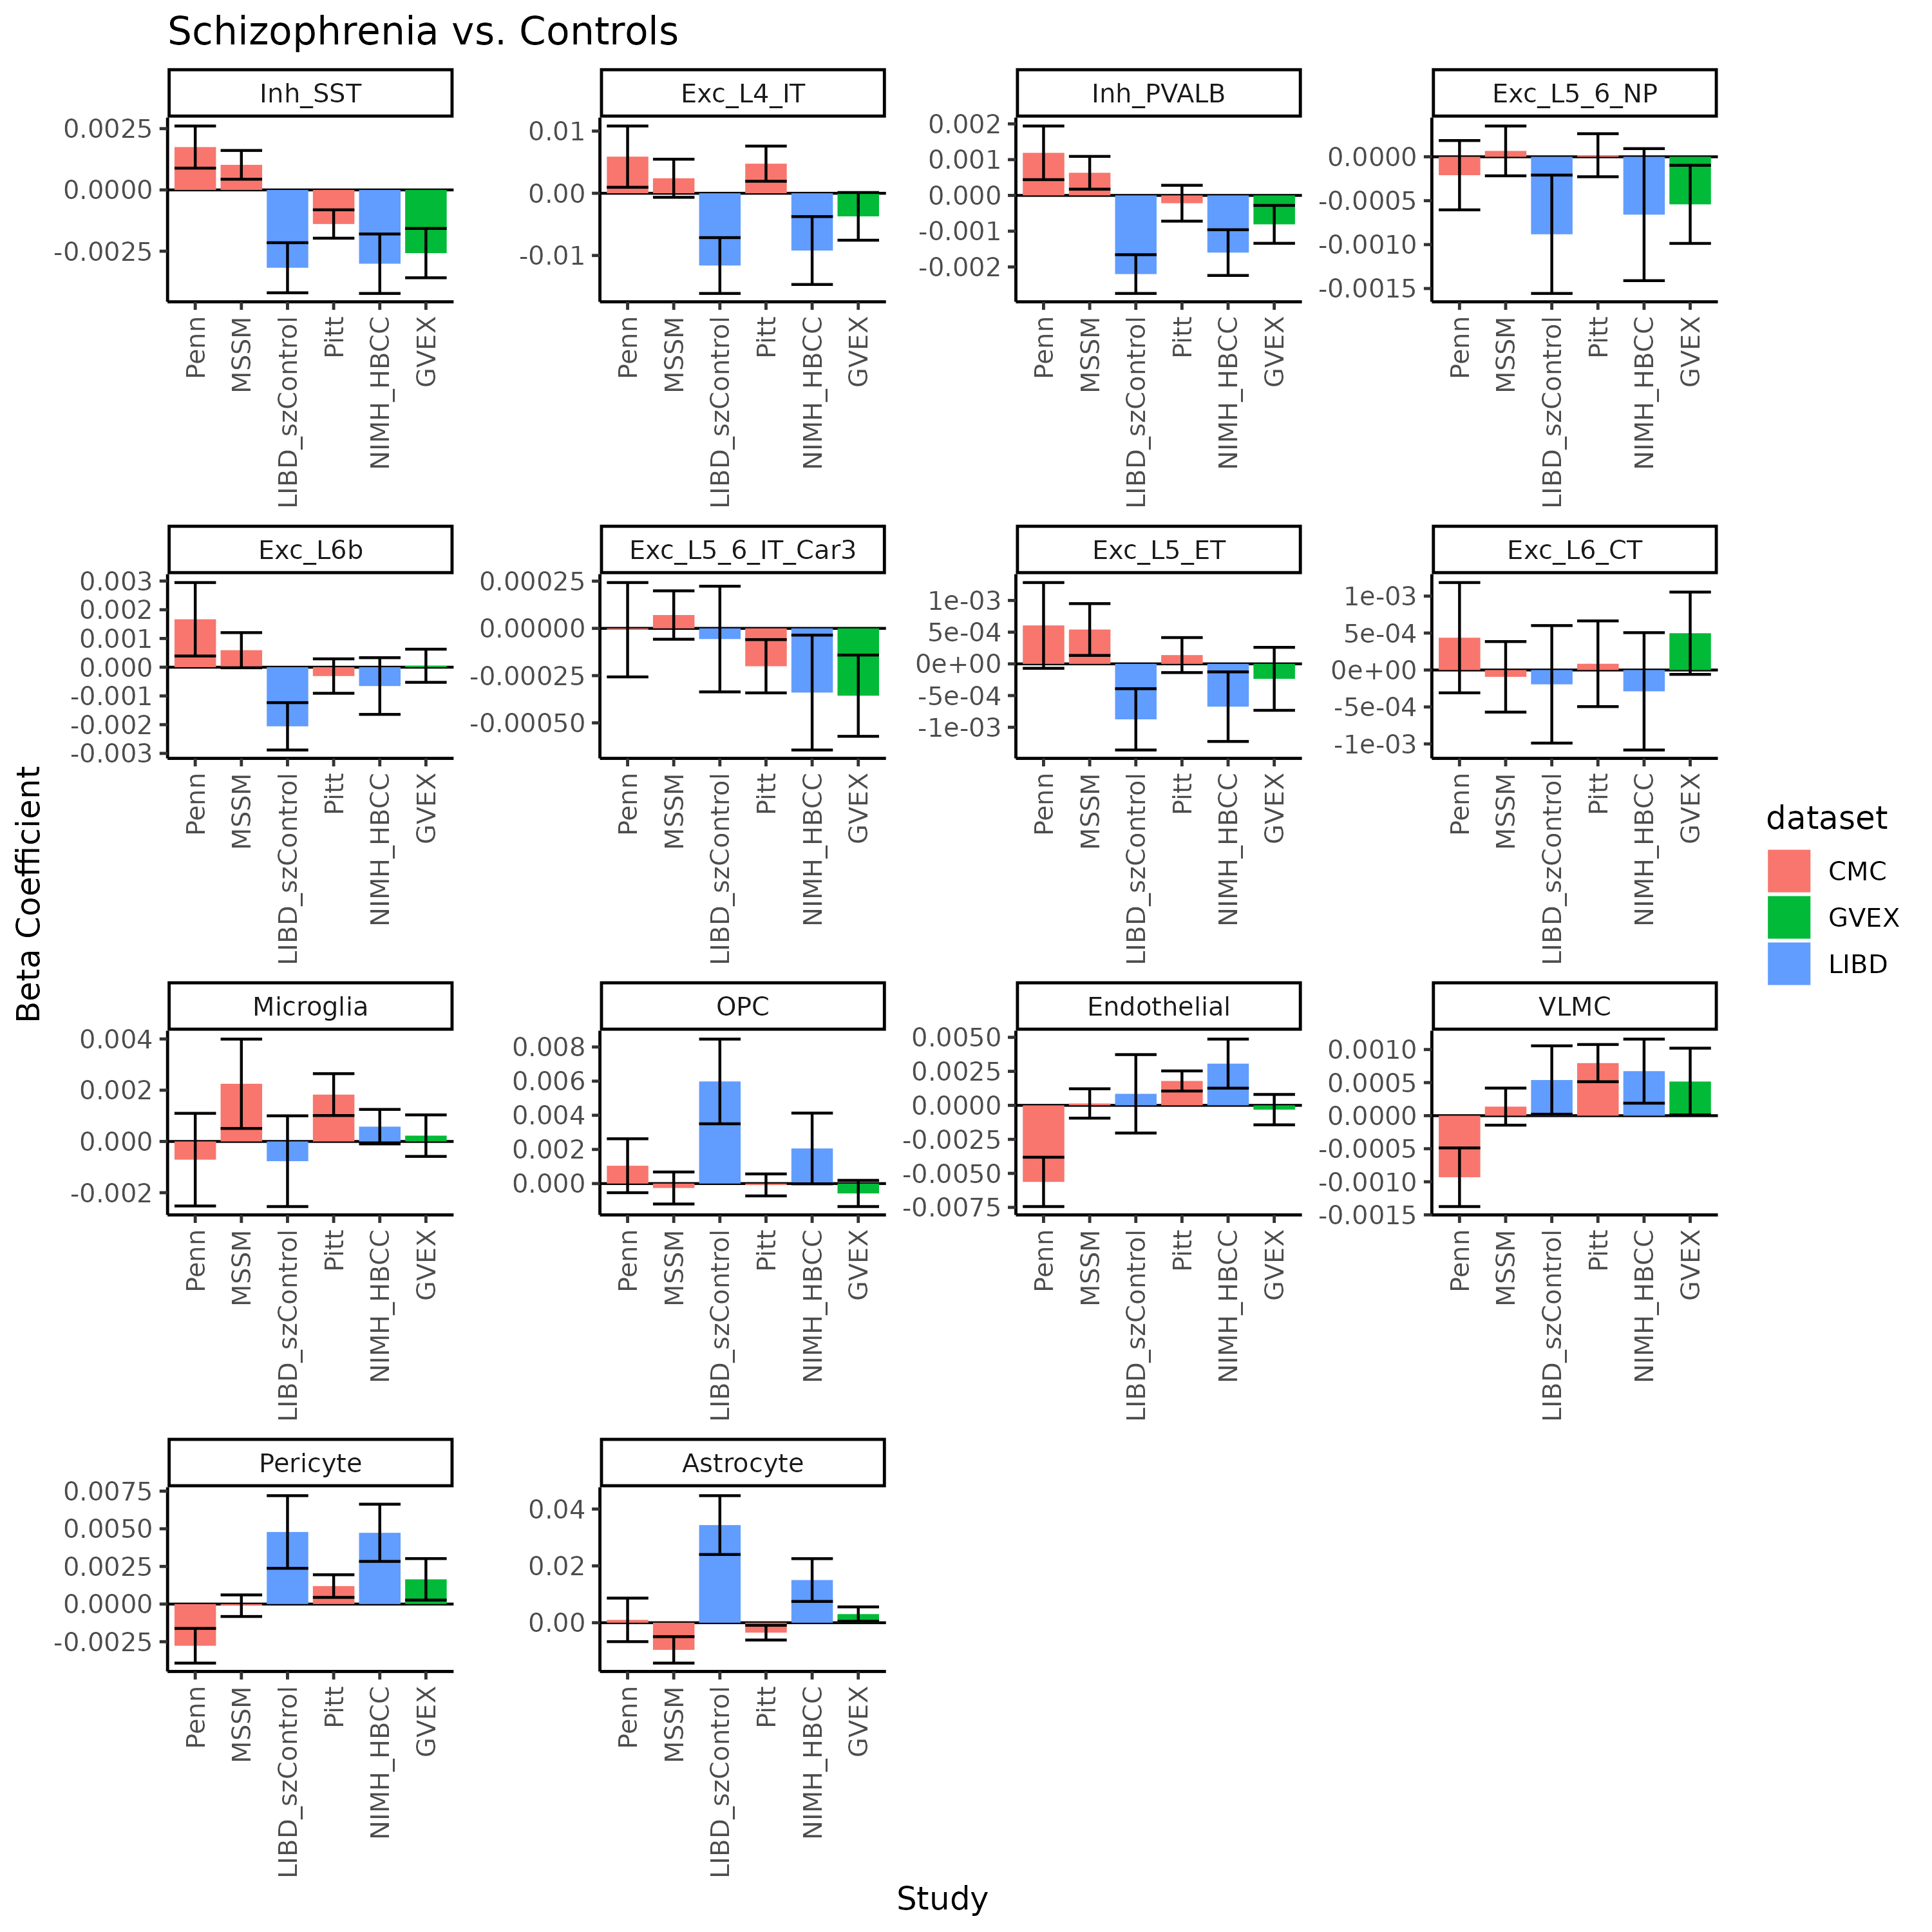 Schizophrenia vs. Controls
Inh_SST
Exc_L4_IT
Inh_PVALB
Exc_L5_6_NP
0.0025
0.0000
-0.0025
0.01
0.00
-0.01
0.002
0.001
0.000
-0.001
-0.002
0.0000
-0.0005
-0.0010
-0.0015
Penn
MSSM
LIBD_szControl
Pitt
NIMH_HBCC
GVEX
Penn
MSSM
LIBD_szControl
Pitt
NIMH_HBCC
GVEX
Penn
MSSM
LIBD_szControl
Pitt
NIMH_HBCC
GVEX
Penn
MSSM
LIBD_szControl
Pitt
NIMH_HBCC
GVEX
Exc_L6b
Exc_L5_6_IT_Car3
Exc_L5_ET
Exc_L6_CT
0.003
0.002
0.001
0.000
-0.001
-0.002
-0.003
0.00025
0.00000
-0.00025
-0.00050
1e-03
5e-04
0e+00
-5e-04
-1e-03
1e-03
5e-04
0e+00
-5e-04
-1e-03
Penn
MSSM
LIBD_szControl
Pitt
NIMH_HBCC
GVEX
Penn
MSSM
LIBD_szControl
Pitt
NIMH_HBCC
GVEX
Penn
MSSM
LIBD_szControl
Pitt
NIMH_HBCC
GVEX
Penn
MSSM
LIBD_szControl
Pitt
NIMH_HBCC
GVEX
Beta Coefficient
dataset
CMC
GVEX
LIBD
Microglia
OPC
Endothelial
VLMC
0.004
0.002
0.000
-0.002
0.008
0.006
0.004
0.002
0.000
0.0050
0.0025
0.0000
-0.0025
-0.0050
-0.0075
0.0010
0.0005
0.0000
-0.0005
-0.0010
-0.0015
Penn
MSSM
LIBD_szControl
Pitt
NIMH_HBCC
GVEX
Penn
MSSM
LIBD_szControl
Pitt
NIMH_HBCC
GVEX
Penn
MSSM
LIBD_szControl
Pitt
NIMH_HBCC
GVEX
Penn
MSSM
LIBD_szControl
Pitt
NIMH_HBCC
GVEX
Pericyte
Astrocyte
0.0075
0.0050
0.0025
0.0000
-0.0025
0.04
0.02
0.00
Penn
MSSM
LIBD_szControl
Pitt
NIMH_HBCC
GVEX
Penn
MSSM
LIBD_szControl
Pitt
NIMH_HBCC
GVEX
Study